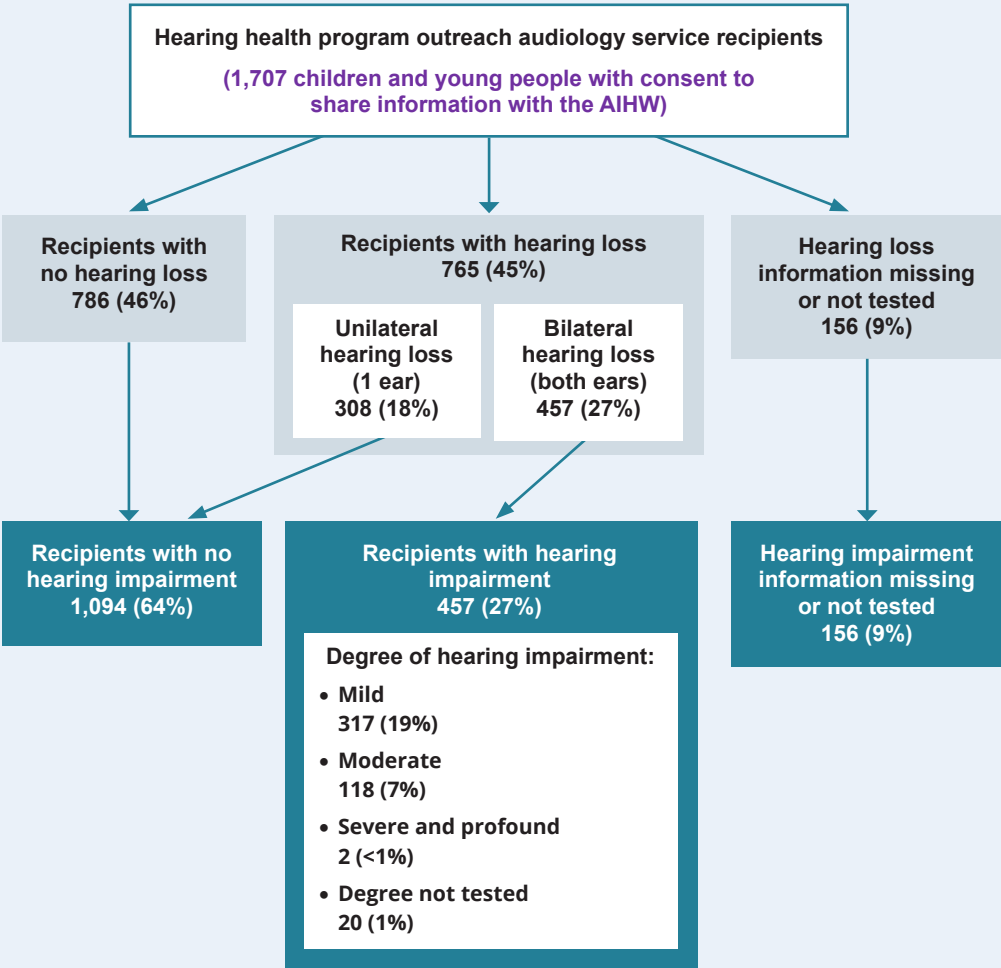 Hearing health program outreach audiology service recipients
(1,707 children and young people with consent to
share information with the AIHW)
Recipients with
no hearing loss
786 (46%)
Recipients with hearing loss
765 (45%)
Unilateral
hearing loss
(1 ear)
308 (18%)
Bilateral
hearing loss
(both ears)
457 (27%)
Hearing loss
information missing
or not tested
156 (9%)
Recipients with no
hearing impairment
1,094 (64%)
Recipients with hearing
impairment
457 (27%)
Degree of hearing impairment:
• Mild
317 (19%)
• Moderate
118 (7%)
• Severe and profound
2 (<1%)
• Degree not tested
20 (1%)
Hearing impairment
information missing
or not tested
156 (9%)